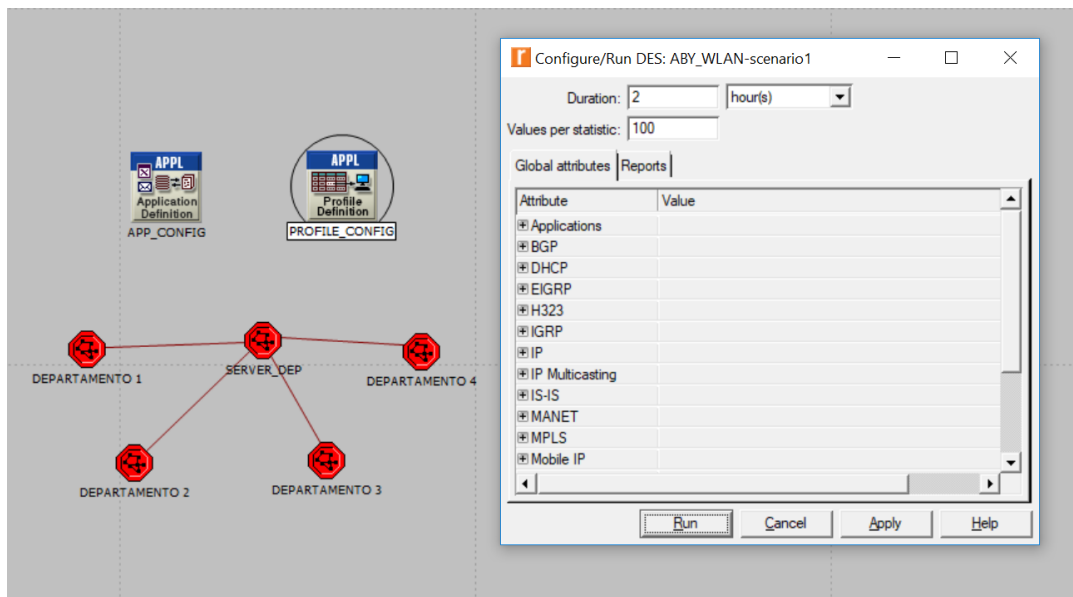 APPL
Application
Definition
APP_CONFIG
APPL
Profile
Definition
PROFILE_CONFIG
DEPARTAMENTO 1
SERVER_DEP
DEPARTAMENTO 4
DEPARTAMENTO 2
DEPARTAMENTO 3
Configure/Run DES: ABY_WLAN-scenario1
Duration: 2 hour(s)
Values per statistic: 100
Global attributes Reports
Attribute Value
Applications
BGP
DHCP
EIGRP
H323
IGRP
IP
IP Multicasting
IS-IS
MANET
MPLS
Mobile IP
Run Cancel Apply Help